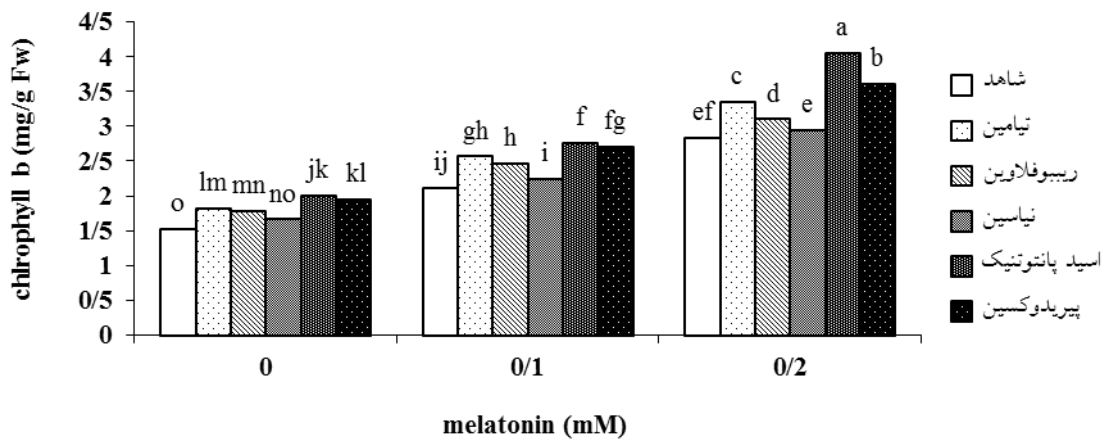 chlrophyll b (mg/g Fw)
4/5
4
3/5
3
2/5
2
1/5
1
0/5
0
o lm mn no jk kl
ij gh h i f fg
ef c d e a b
0 0/1 0/2
melatonin (mM)
شاهد
تیامین
ریببوفلاوین
نیاسین
اسید پانتوتنیک
پیریدوکسین